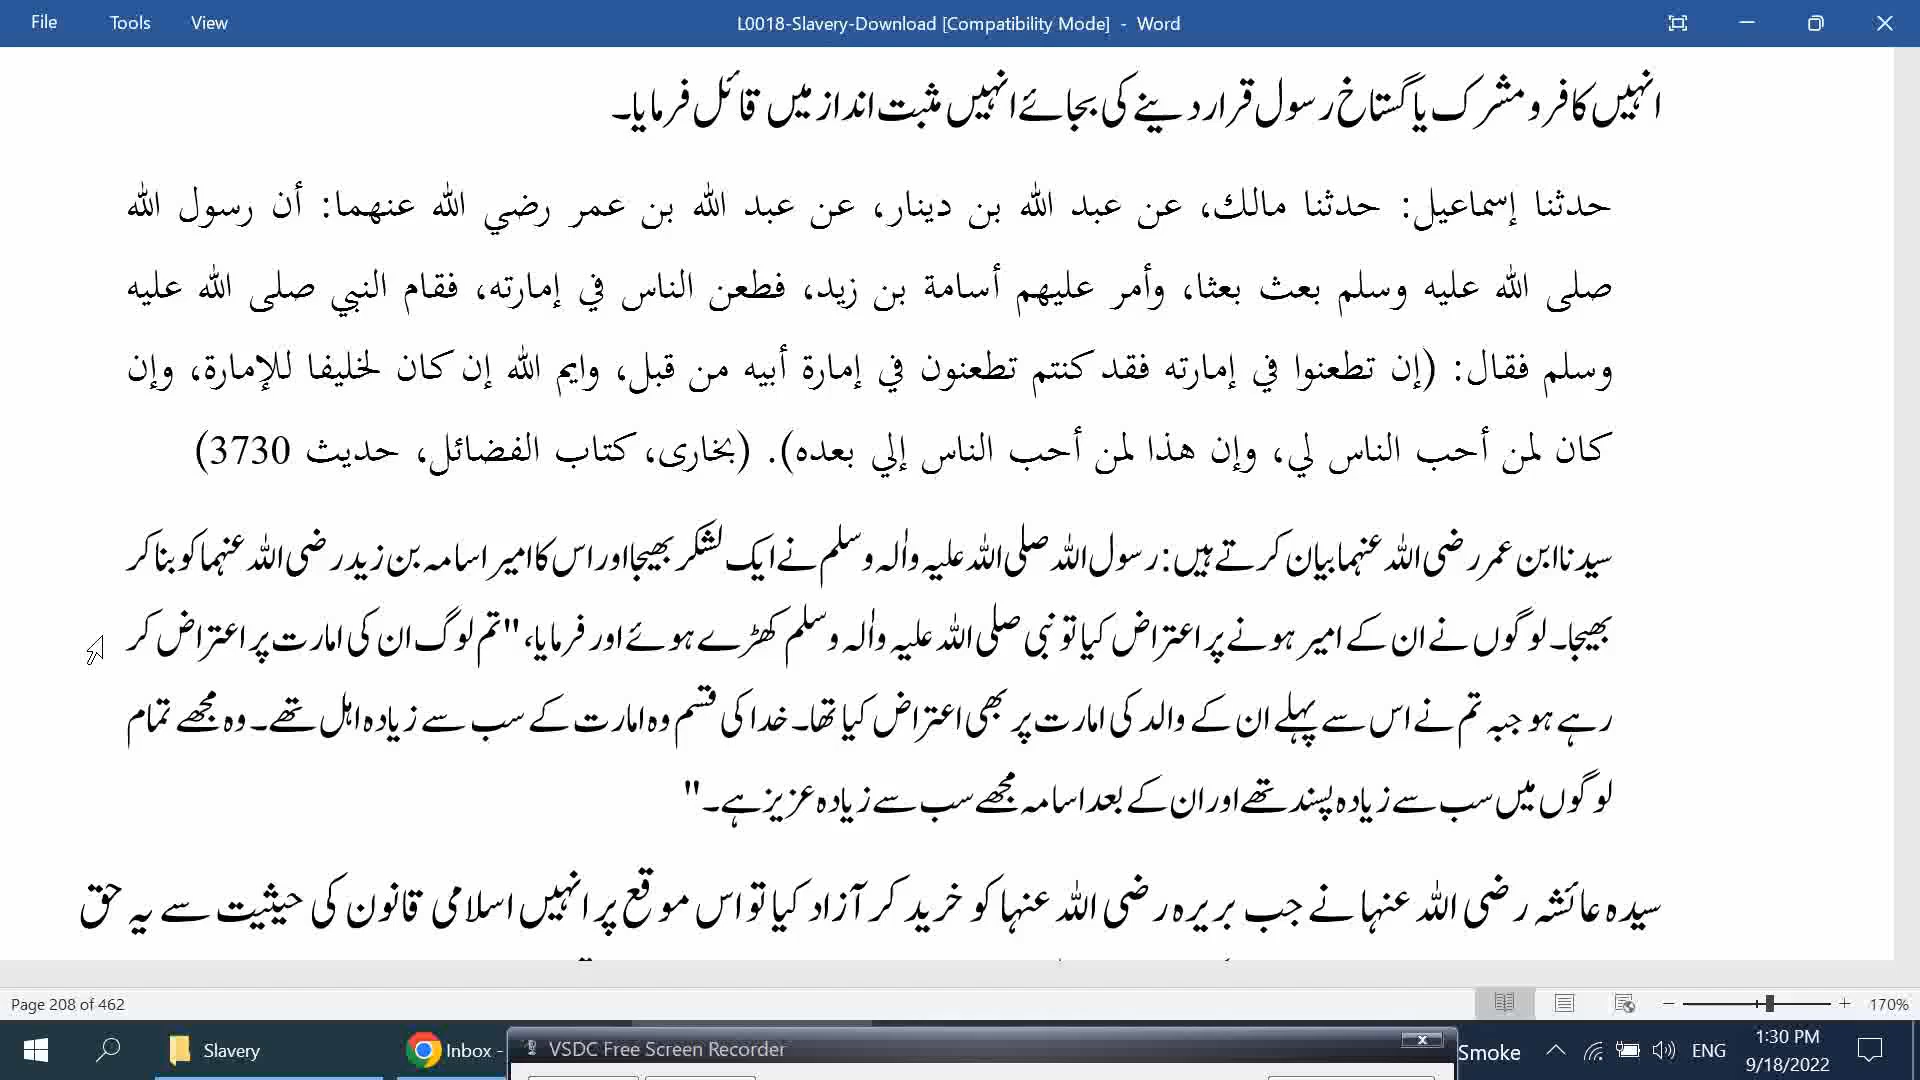 File Tools View L0018-Slavery-Download [Compatibility Mode] - Word
انہیں کافر و مشرک یا گستاخ رسول قرار دینے کی بجائے انہیں مثبت انداز میں قائل فرمایا۔
حدثنا إسماعيل: حدثنا مالك، عن عبد الله بن دينار، عن عبد الله بن عمر رضي الله عنهما: أن رسول الله
صلى الله عليه وسلم بعث بعثا، وأمر عليهم أسامة بن زيد، فطعن الناس في إمارته، فقام النبي صلى الله عليه
وسلم فقال: (إن تطعنوا في إمارته فقد كنتم تطعنون في إمارة أبيه من قبل، وايم الله إن كان لخليفا للإمارة، وإن
كان لمن أحب الناس لي، وإن هذا لمن أحب الناس إلي بعده). (بخاری، کتاب الفضائل، حدیث 3730)
سیدنا ابن عمر رضی اللہ عنہما بیان کرتے ہیں: رسول اللہ صلی اللہ علیہ واٰلہ وسلم نے ایک لشکر بھیجا اور اس کا امیر اسامہ بن زید رضی اللہ عنہما کو بنا کر
بھیجا۔ لوگوں نے ان کے امیر ہونے پر اعتراض کیا تو نبی صلی اللہ علیہ واٰلہ وسلم کھڑے ہوئے اور فرمایا، "تم لوگ ان کی امارت پر اعتراض کر
رہے ہو جبہ تم نے اس سے پہلے ان کے والد کی امارت پر بھی اعتراض کیا تھا۔ خدا کی قسم وہ امارت کے سب سے زیادہ اہل تھے۔ وہ مجھے تمام
لوگوں میں سب سے زیادہ پسند تھے اور ان کے بعد اسامہ مجھے سب سے زیادہ عزیز ہے۔"
سیدہ عائشہ رضی اللہ عنہا نے جب بریرہ رضی اللہ عنہا کو خرید کر آزاد کیا تو اس موقع پر انہیں اسلامی قانون کی حیثیت سے یہ حق
Page 208 of 462 170%
Slavery Inbox - VSDC Free Screen Recorder x Smoke ENG 1:30 PM
9/18/2022